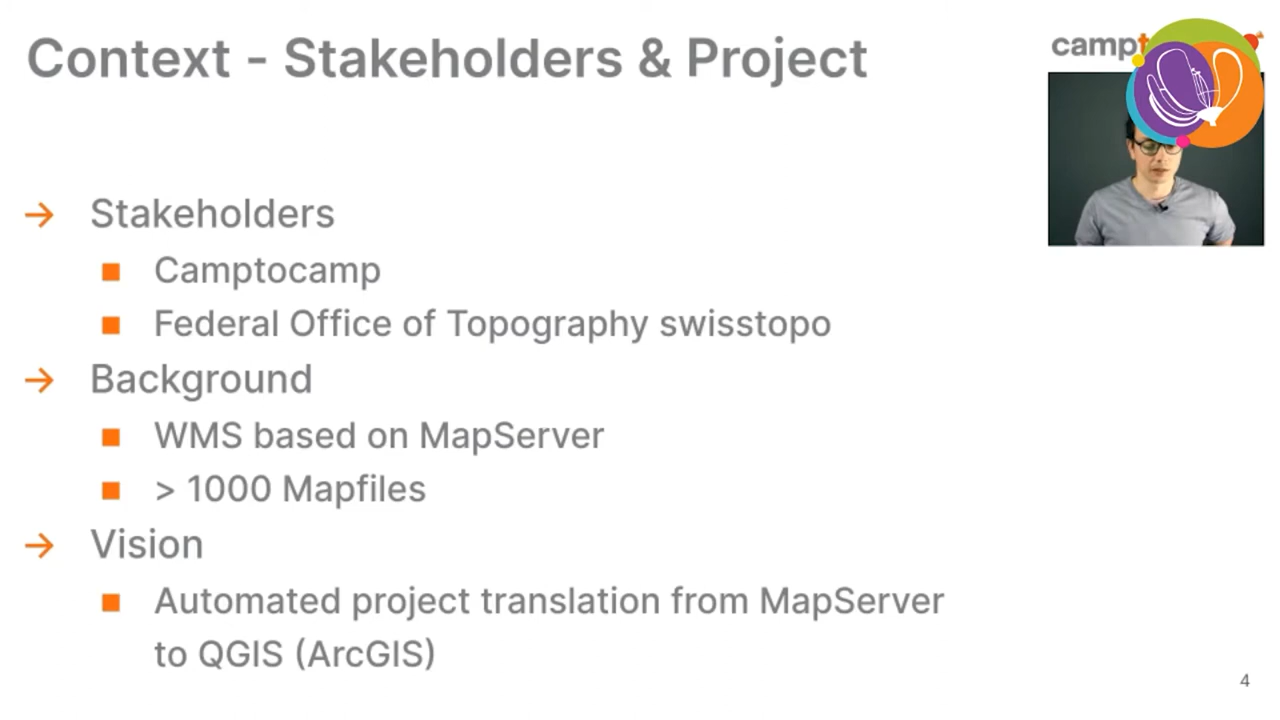 Context - Stakeholders & Project
camp
→ Stakeholders
■ Camptocamp
■ Federal Office of Topography swisstopo
→ Background
■ WMS based on MapServer
■ > 1000 Mapfiles
→ Vision
■ Automated project translation from MapServer
to QGIS (ArcGIS)
4